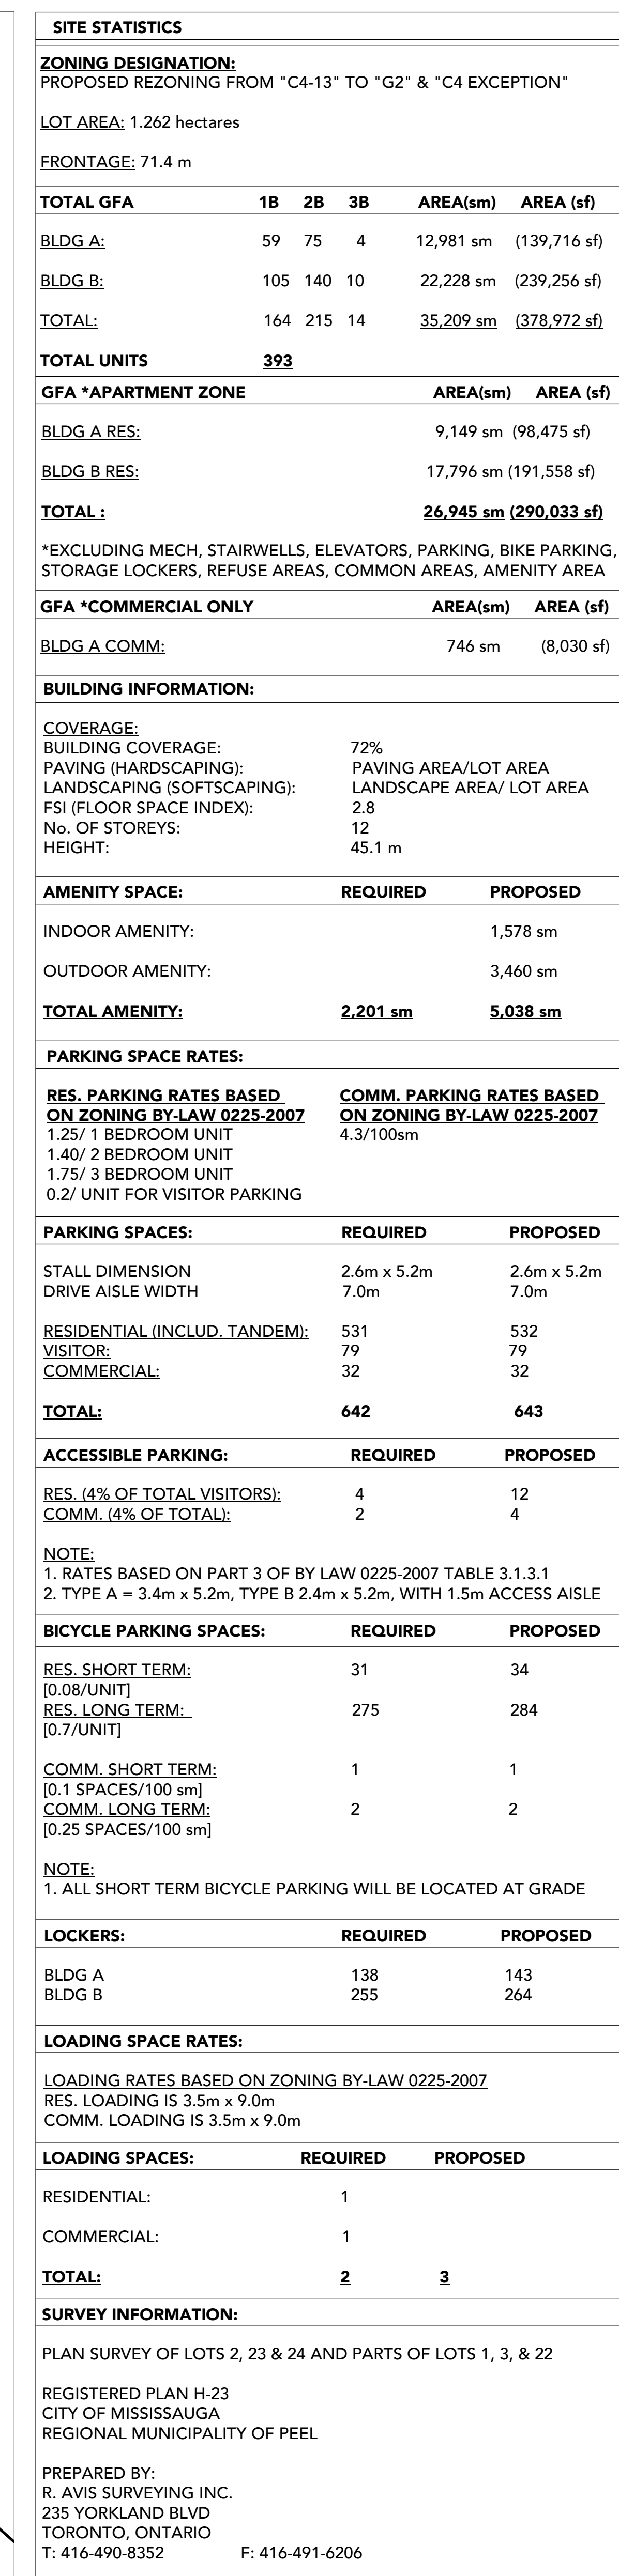 SITE STATISTICS
ZONING DESIGNATION:
PROPOSED REZONING FROM "C4-13" TO "G2" & "C4 EXCEPTION"
LOT AREA: 1.262 hectares
FRONTAGE: 71.4 m
TOTAL GFA 1B 2B 3B AREA(sm) AREA (sf)
BLDG A: 59 75 4 12,981 sm (139,716 sf)
BLDG B: 105 140 10 22,228 sm (239,256 sf)
TOTAL: 164 215 14 35,209 sm (378,972 sf)
TOTAL UNITS 393
GFA *APARTMENT ZONE AREA(sm) AREA (sf)
BLDG A RES: 9,149 sm (98,475 sf)
BLDG B RES: 17,796 sm (191,558 sf)
TOTAL : 26,945 sm (290,033 sf)
*EXCLUDING MECH, STAIRWELLS, ELEVATORS, PARKING, BIKE PARKING,
STORAGE LOCKERS, REFUSE AREAS, COMMON AREAS, AMENITY AREA
GFA *COMMERCIAL ONLY AREA(sm) AREA (sf)
BLDG A COMM: 746 sm (8,030 sf)
BUILDING INFORMATION:
COVERAGE:
BUILDING COVERAGE: 72%
PAVING (HARDSCAPING): PAVING AREA/LOT AREA
LANDSCAPING (SOFTSCAPING): LANDSCAPE AREA/ LOT AREA
FSI (FLOOR SPACE INDEX): 2.8
No. OF STOREYS: 12
HEIGHT: 45.1 m
AMENITY SPACE: REQUIRED PROPOSED
INDOOR AMENITY: 1,578 sm
OUTDOOR AMENITY: 3,460 sm
TOTAL AMENITY: 2,201 sm 5,038 sm
PARKING SPACE RATES:
RES. PARKING RATES BASED COMM. PARKING RATES BASED
ON ZONING BY-LAW 0225-2007 ON ZONING BY-LAW 0225-2007
1.25/ 1 BEDROOM UNIT 4.3/100sm
1.40/ 2 BEDROOM UNIT
1.75/ 3 BEDROOM UNIT
0.2/ UNIT FOR VISITOR PARKING
PARKING SPACES: REQUIRED PROPOSED
STALL DIMENSION 2.6m x 5.2m 2.6m x 5.2m
DRIVE AISLE WIDTH 7.0m 7.0m
RESIDENTIAL (INCLUD. TANDEM): 531 532
VISITOR: 79 79
COMMERCIAL: 32 32
TOTAL: 642 643
ACCESSIBLE PARKING: REQUIRED PROPOSED
RES. (4% OF TOTAL VISITORS): 4 12
COMM. (4% OF TOTAL): 2 4
NOTE:
1. RATES BASED ON PART 3 OF BY LAW 0225-2007 TABLE 3.1.3.1
2. TYPE A = 3.4m x 5.2m, TYPE B 2.4m x 5.2m, WITH 1.5m ACCESS AISLE
BICYCLE PARKING SPACES: REQUIRED PROPOSED
RES. SHORT TERM: 31 34
[0.08/UNIT]
RES. LONG TERM: 275 284
[0.7/UNIT]
COMM. SHORT TERM: 1 1
[0.1 SPACES/100 sm]
COMM. LONG TERM: 2 2
[0.25 SPACES/100 sm]
NOTE:
1. ALL SHORT TERM BICYCLE PARKING WILL BE LOCATED AT GRADE
LOCKERS: REQUIRED PROPOSED
BLDG A 138 143
BLDG B 255 264
LOADING SPACE RATES:
LOADING RATES BASED ON ZONING BY-LAW 0225-2007
RES. LOADING IS 3.5m x 9.0m
COMM. LOADING IS 3.5m x 9.0m
LOADING SPACES: REQUIRED PROPOSED
RESIDENTIAL: 1
COMMERCIAL: 1
TOTAL: 2 3
SURVEY INFORMATION:
PLAN SURVEY OF LOTS 2, 23 & 24 AND PARTS OF LOTS 1, 3, & 22
REGISTERED PLAN H-23
CITY OF MISSISSAUGA
REGIONAL MUNICIPALITY OF PEEL
PREPARED BY:
R. AVIS SURVEYING INC.
235 YORKLAND BLVD
TORONTO, ONTARIO
T: 416-490-8352 F: 416-491-6206